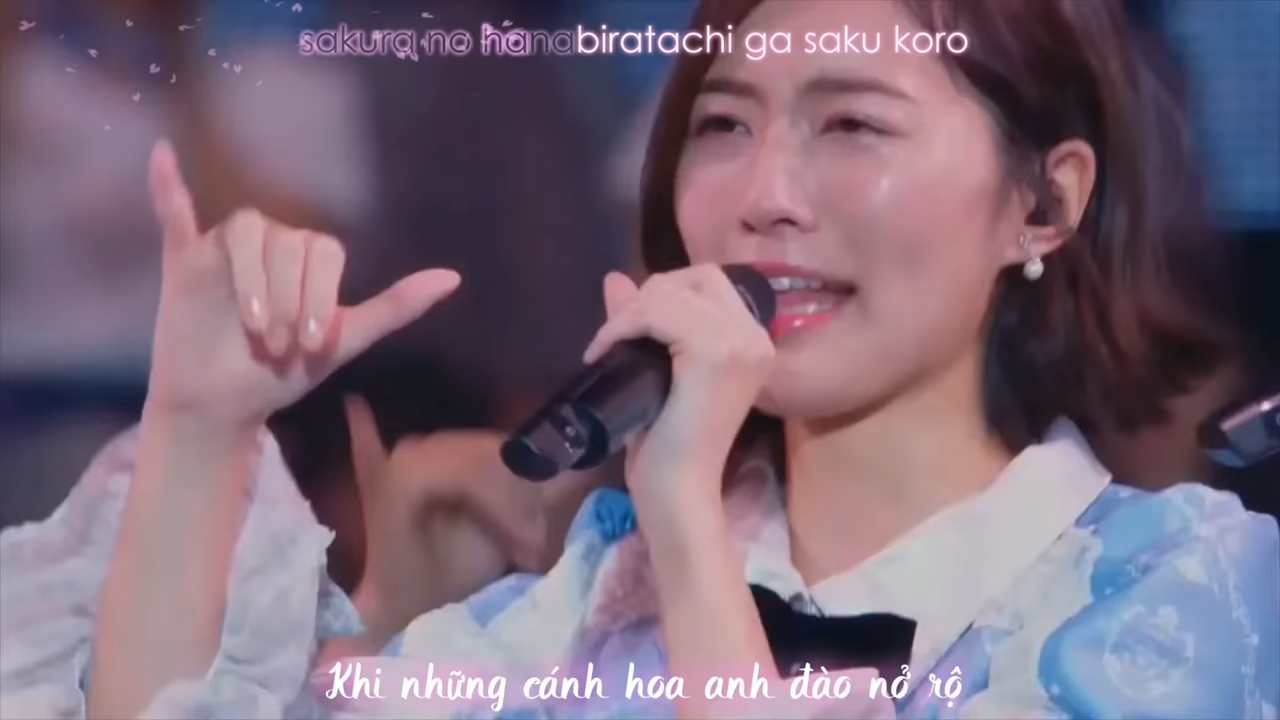 sakura no hanabiratachi ga saku koro
Khi những cánh hoa anh đào nở rộ